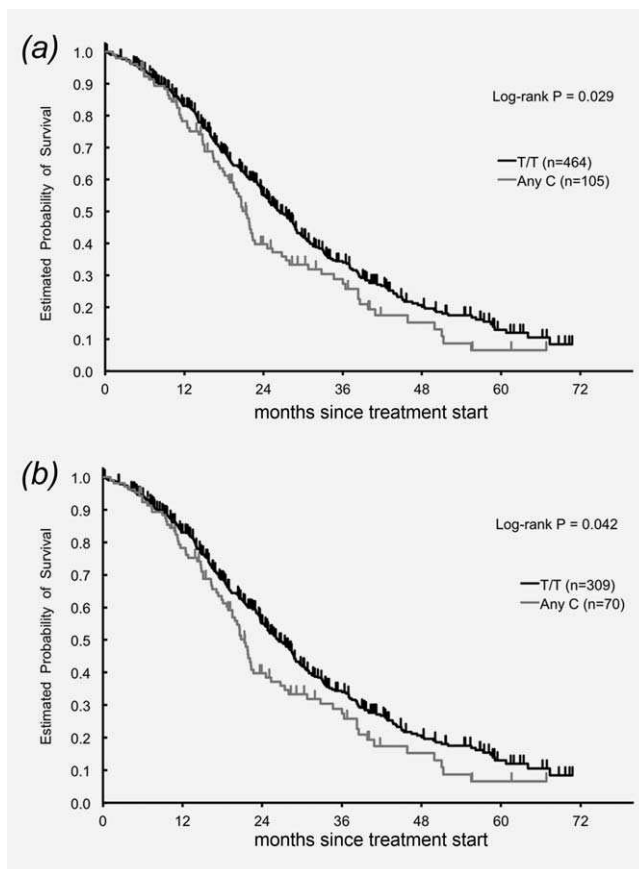 (a)
1.0
0.9
0.8
0.7
0.6
0.5
0.4
0.3
0.2
0.1
0.0
Estimated Probability of Survival
Log-rank P = 0.029
T/T (n=464)
Any C (n=105)
0 12 24 36 48 60 72
months since treatment start
(b)
1.0
0.9
0.8
0.7
0.6
0.5
0.4
0.3
0.2
0.1
0.0
Estimated Probability of Survival
Log-rank P = 0.042
T/T (n=309)
Any C (n=70)
0 12 24 36 48 60 72
months since treatment start